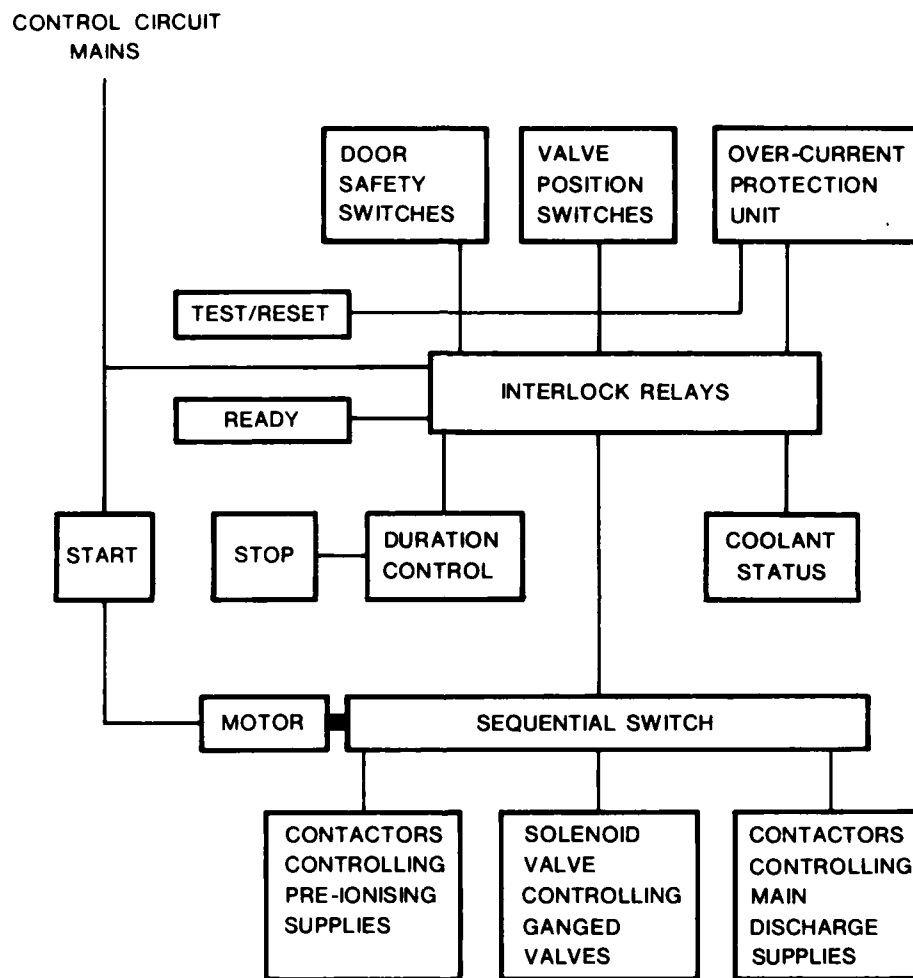 CONTROL CIRCUIT
MAINS
DOOR
SAFETY
SWITCHES
VALVE
POSITION
SWITCHES
OVER-CURRENT
PROTECTION
UNIT
TEST/RESET
INTERLOCK RELAYS
READY
START
STOP
DURATION
CONTROL
COOLANT
STATUS
MOTOR
SEQUENTIAL SWITCH
CONTACTORS
CONTROLLING
PRE-IONISING
SUPPLIES
SOLENOID
VALVE
CONTROLLING
GANGED
VALVES
CONTACTORS
CONTROLLING
MAIN
DISCHARGE
SUPPLIES